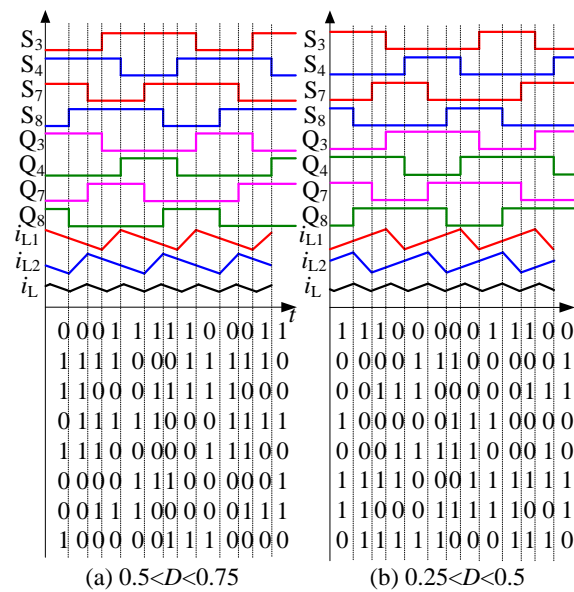 S3 S3
S4 S4
S7 S7
S8 S8
Q3 Q3
Q4 Q4
Q7 Q7
Q8 Q8
iL1 iL1
iL2 iL2
iL iL
t
0 0 0 1 1 1 1 1 0 0 0 1 1 1 1 1 0 0 0 0 0 1 1 1 0 0
1 1 1 1 0 0 0 1 1 1 1 1 0 0 0 0 0 1 1 1 0 0 0 0 0 1
1 1 0 0 0 1 1 1 1 1 0 0 0 0 0 1 1 1 0 0 0 0 0 1 1 1
0 1 1 1 1 1 0 0 0 1 1 1 1 1 0 0 0 0 0 1 1 1 0 0 0 0
1 1 1 0 0 0 0 0 1 1 1 0 0 0 0 0 1 1 1 1 1 0 0 0 1 1
0 0 0 0 1 1 1 0 0 0 0 0 1 1 1 1 1 0 0 0 1 1 1 1 1 0
0 0 1 1 1 0 0 0 0 0 1 1 1 1 1 0 0 0 1 1 1 1 1 0 0 0
1 0 0 0 0 0 1 1 1 0 0 0 0 0 1 1 1 1 1 0 0 0 1 1 1 1
(a) 0.5<D<0.75 (b) 0.25<D<0.5